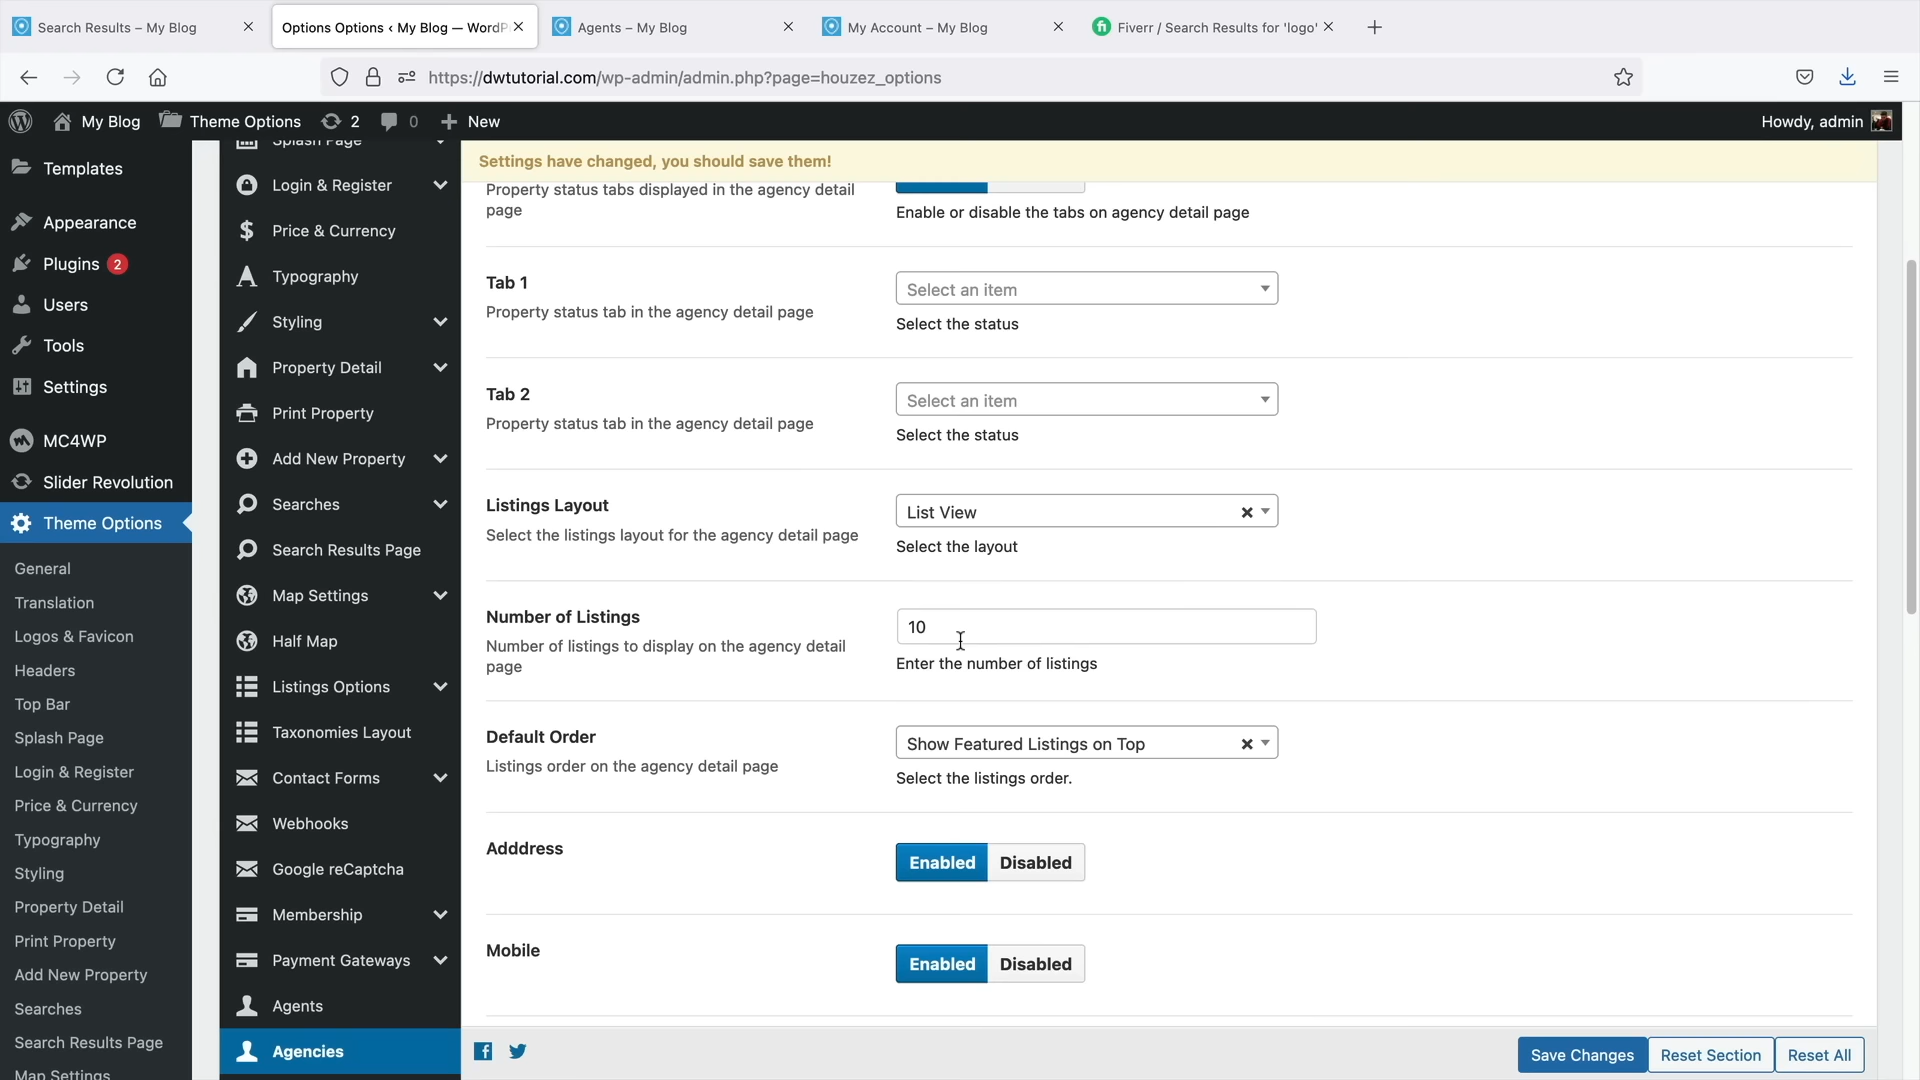 Search Results – My Blog
Options Options ‹ My Blog — WordP
Agents – My Blog
My Account – My Blog
Fiverr / Search Results for 'logo'
https://dwtutorial.com/wp-admin/admin.php?page=houzez_options
My Blog
Theme Options
2
0
New
Howdy, admin
Templates
Appearance
Plugins 2
Users
Tools
Settings
MC4WP
Slider Revolution
Theme Options
General
Translation
Logos & Favicon
Headers
Top Bar
Splash Page
Login & Register
Price & Currency
Typography
Styling
Property Detail
Print Property
Add New Property
Searches
Search Results Page
Map Settings
Splash Page
Login & Register
Price & Currency
Typography
Styling
Property Detail
Print Property
Add New Property
Searches
Search Results Page
Map Settings
Half Map
Listings Options
Taxonomies Layout
Contact Forms
Webhooks
Google reCaptcha
Membership
Payment Gateways
Agents
Agencies
Settings have changed, you should save them!
Property status tabs displayed in the agency detail
page
Enable or disable the tabs on agency detail page
Tab 1
Property status tab in the agency detail page
Select an item
Select the status
Tab 2
Property status tab in the agency detail page
Select an item
Select the status
Listings Layout
Select the listings layout for the agency detail page
List View
Select the layout
Number of Listings
Number of listings to display on the agency detail
page
10
Enter the number of listings
Default Order
Listings order on the agency detail page
Show Featured Listings on Top
Select the listings order.
Adddress
Enabled Disabled
Mobile
Enabled Disabled
Save Changes
Reset Section
Reset All